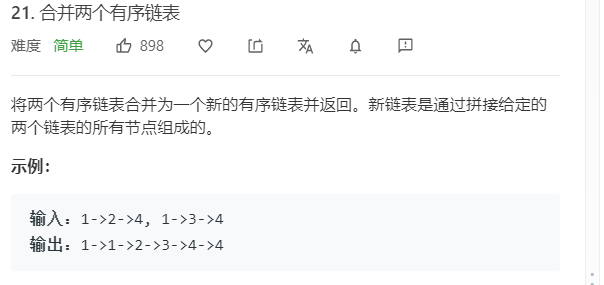 21. 合并两个有序链表
难度 简单 898
将两个有序链表合并为一个新的有序链表并返回。新链表是通过拼接给定的
两个链表的所有节点组成的。
示例：
输入：1->2->4, 1->3->4
输出：1->1->2->3->4->4